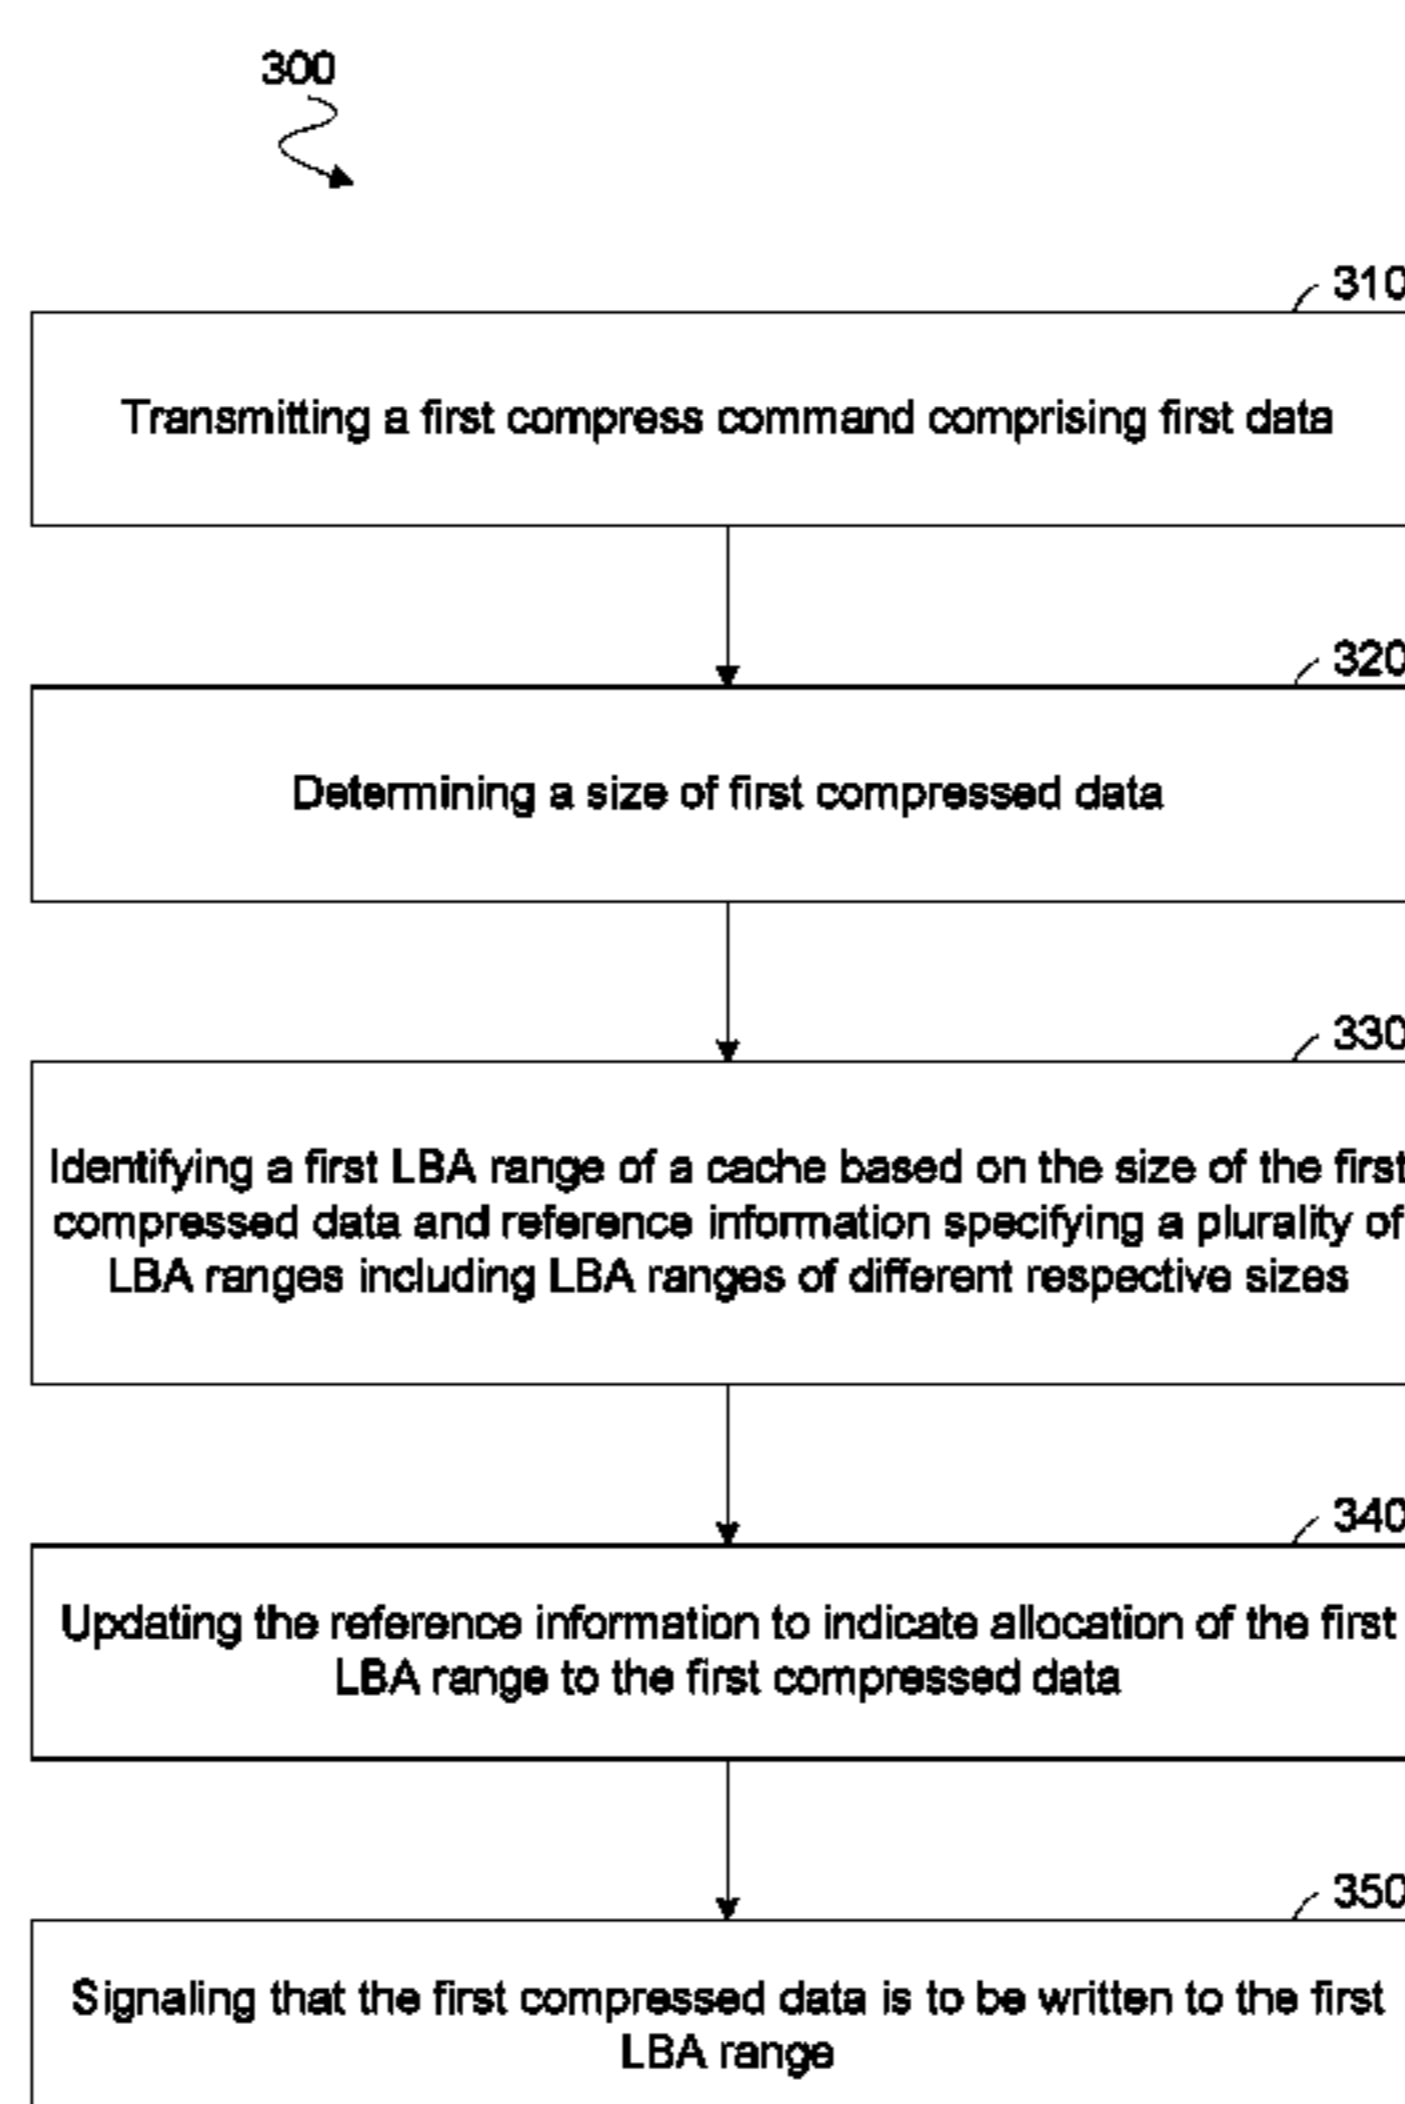 300
310
Transmitting a first compress command comprising first data
320
Determining a size of first compressed data
330
Identifying a first LBA range of a cache based on the size of the first
compressed data and reference information specifying a plurality of
LBA ranges including LBA ranges of different respective sizes
340
Updating the reference information to indicate allocation of the first
LBA range to the first compressed data
350
Signaling that the first compressed data is to be written to the first
LBA range